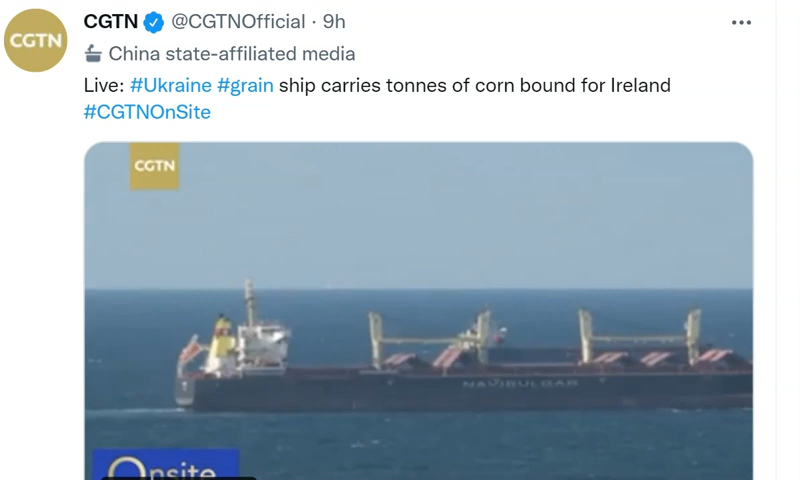 CGTN
CGTN @CGTNOfficial · 9h
China state-affiliated media
Live: #Ukraine #grain ship carries tonnes of corn bound for Ireland
#CGTNOnSite
CGTN
NAVIBULGAR
Onsite